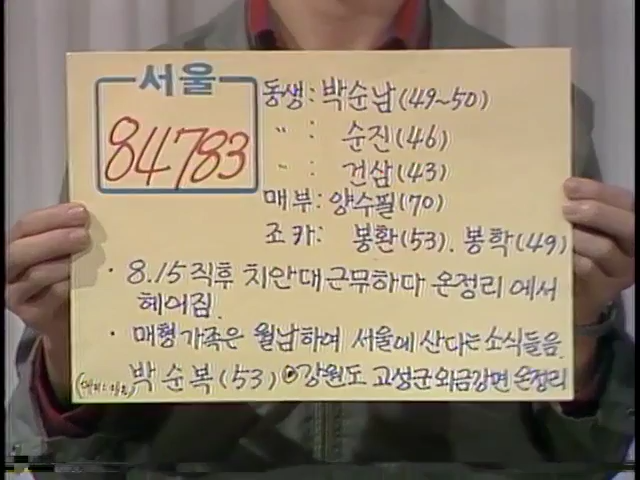 서울
84783
동생: 박순남(49~50)
〃 : 순진(46)
〃 : 건삼(43)
매부: 양수필(70)
조카: 봉환(53). 봉학(49)
· 8.15 직후 치안대 근무하다 온정리에서
헤어짐.
· 매형가족은 월남하여 서울에 산다는 소식들음.
박순복(53) ⊙강원도 고성군 외금강면 온정리